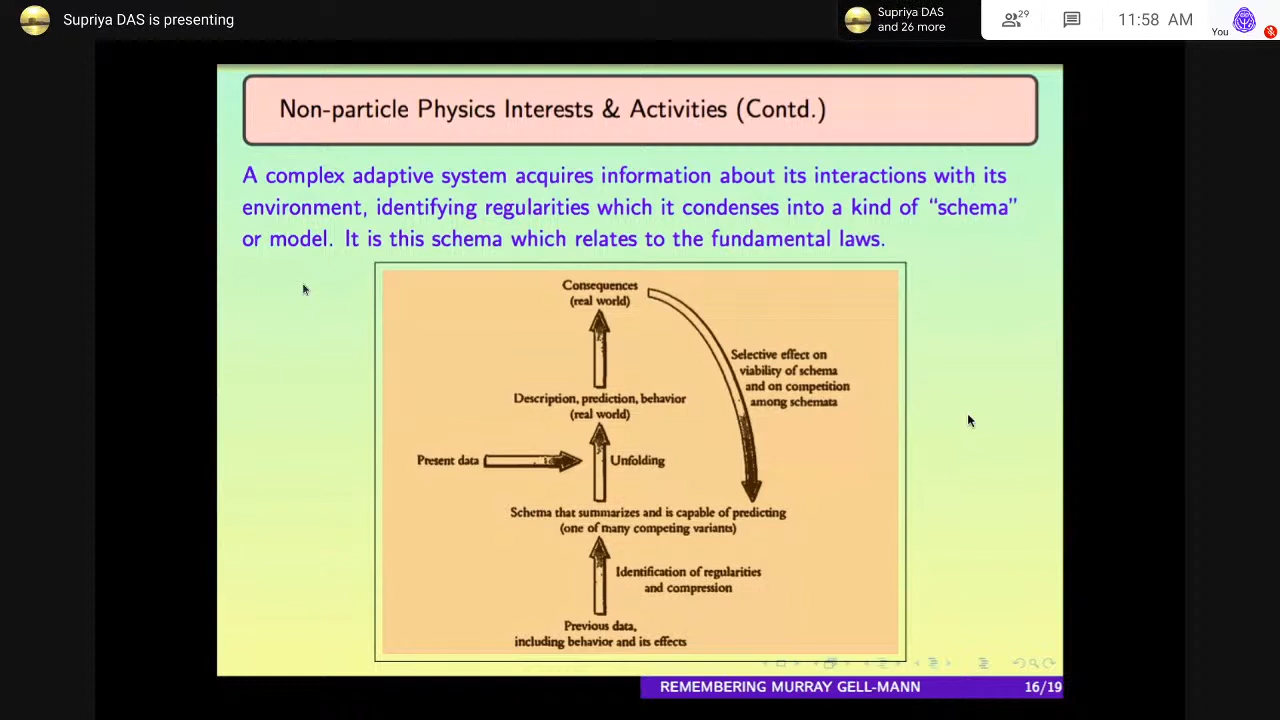 Supriya DAS is presenting
Supriya DAS
and 26 more
29
11:58 AM
You
Non-particle Physics Interests & Activities (Contd.)
A complex adaptive system acquires information about its interactions with its
environment, identifying regularities which it condenses into a kind of “schema”
or model. It is this schema which relates to the fundamental laws.
Consequences
(real world)
Selective effect on
viability of schema
and on competition
among schemata
Description, prediction, behavior
(real world)
Present data
Unfolding
Schema that summarizes and is capable of predicting
(one of many competing variants)
Identification of regularities
and compression
Previous data,
including behavior and its effects
REMEMBERING MURRAY GELL-MANN
16/19